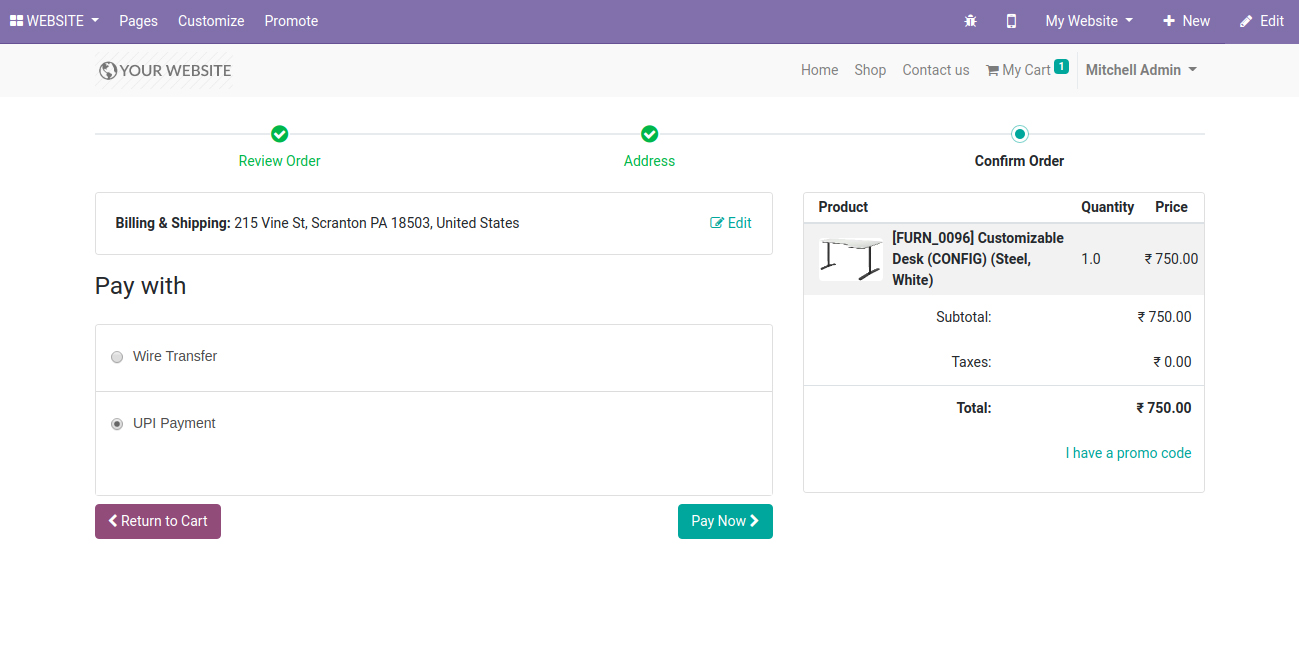 WEBSITE Pages Customize Promote My Website New Edit
YOUR WEBSITE Home Shop Contact us My Cart 1 Mitchell Admin
Review Order Address Confirm Order
Billing & Shipping: 215 Vine St, Scranton PA 18503, United States Edit
Pay with
Wire Transfer
UPI Payment
Return to Cart Pay Now
Product Quantity Price
[FURN_0096] Customizable
Desk (CONFIG) (Steel, 1.0 ₹ 750.00
White)
Subtotal: ₹ 750.00
Taxes: ₹ 0.00
Total: ₹ 750.00
I have a promo code